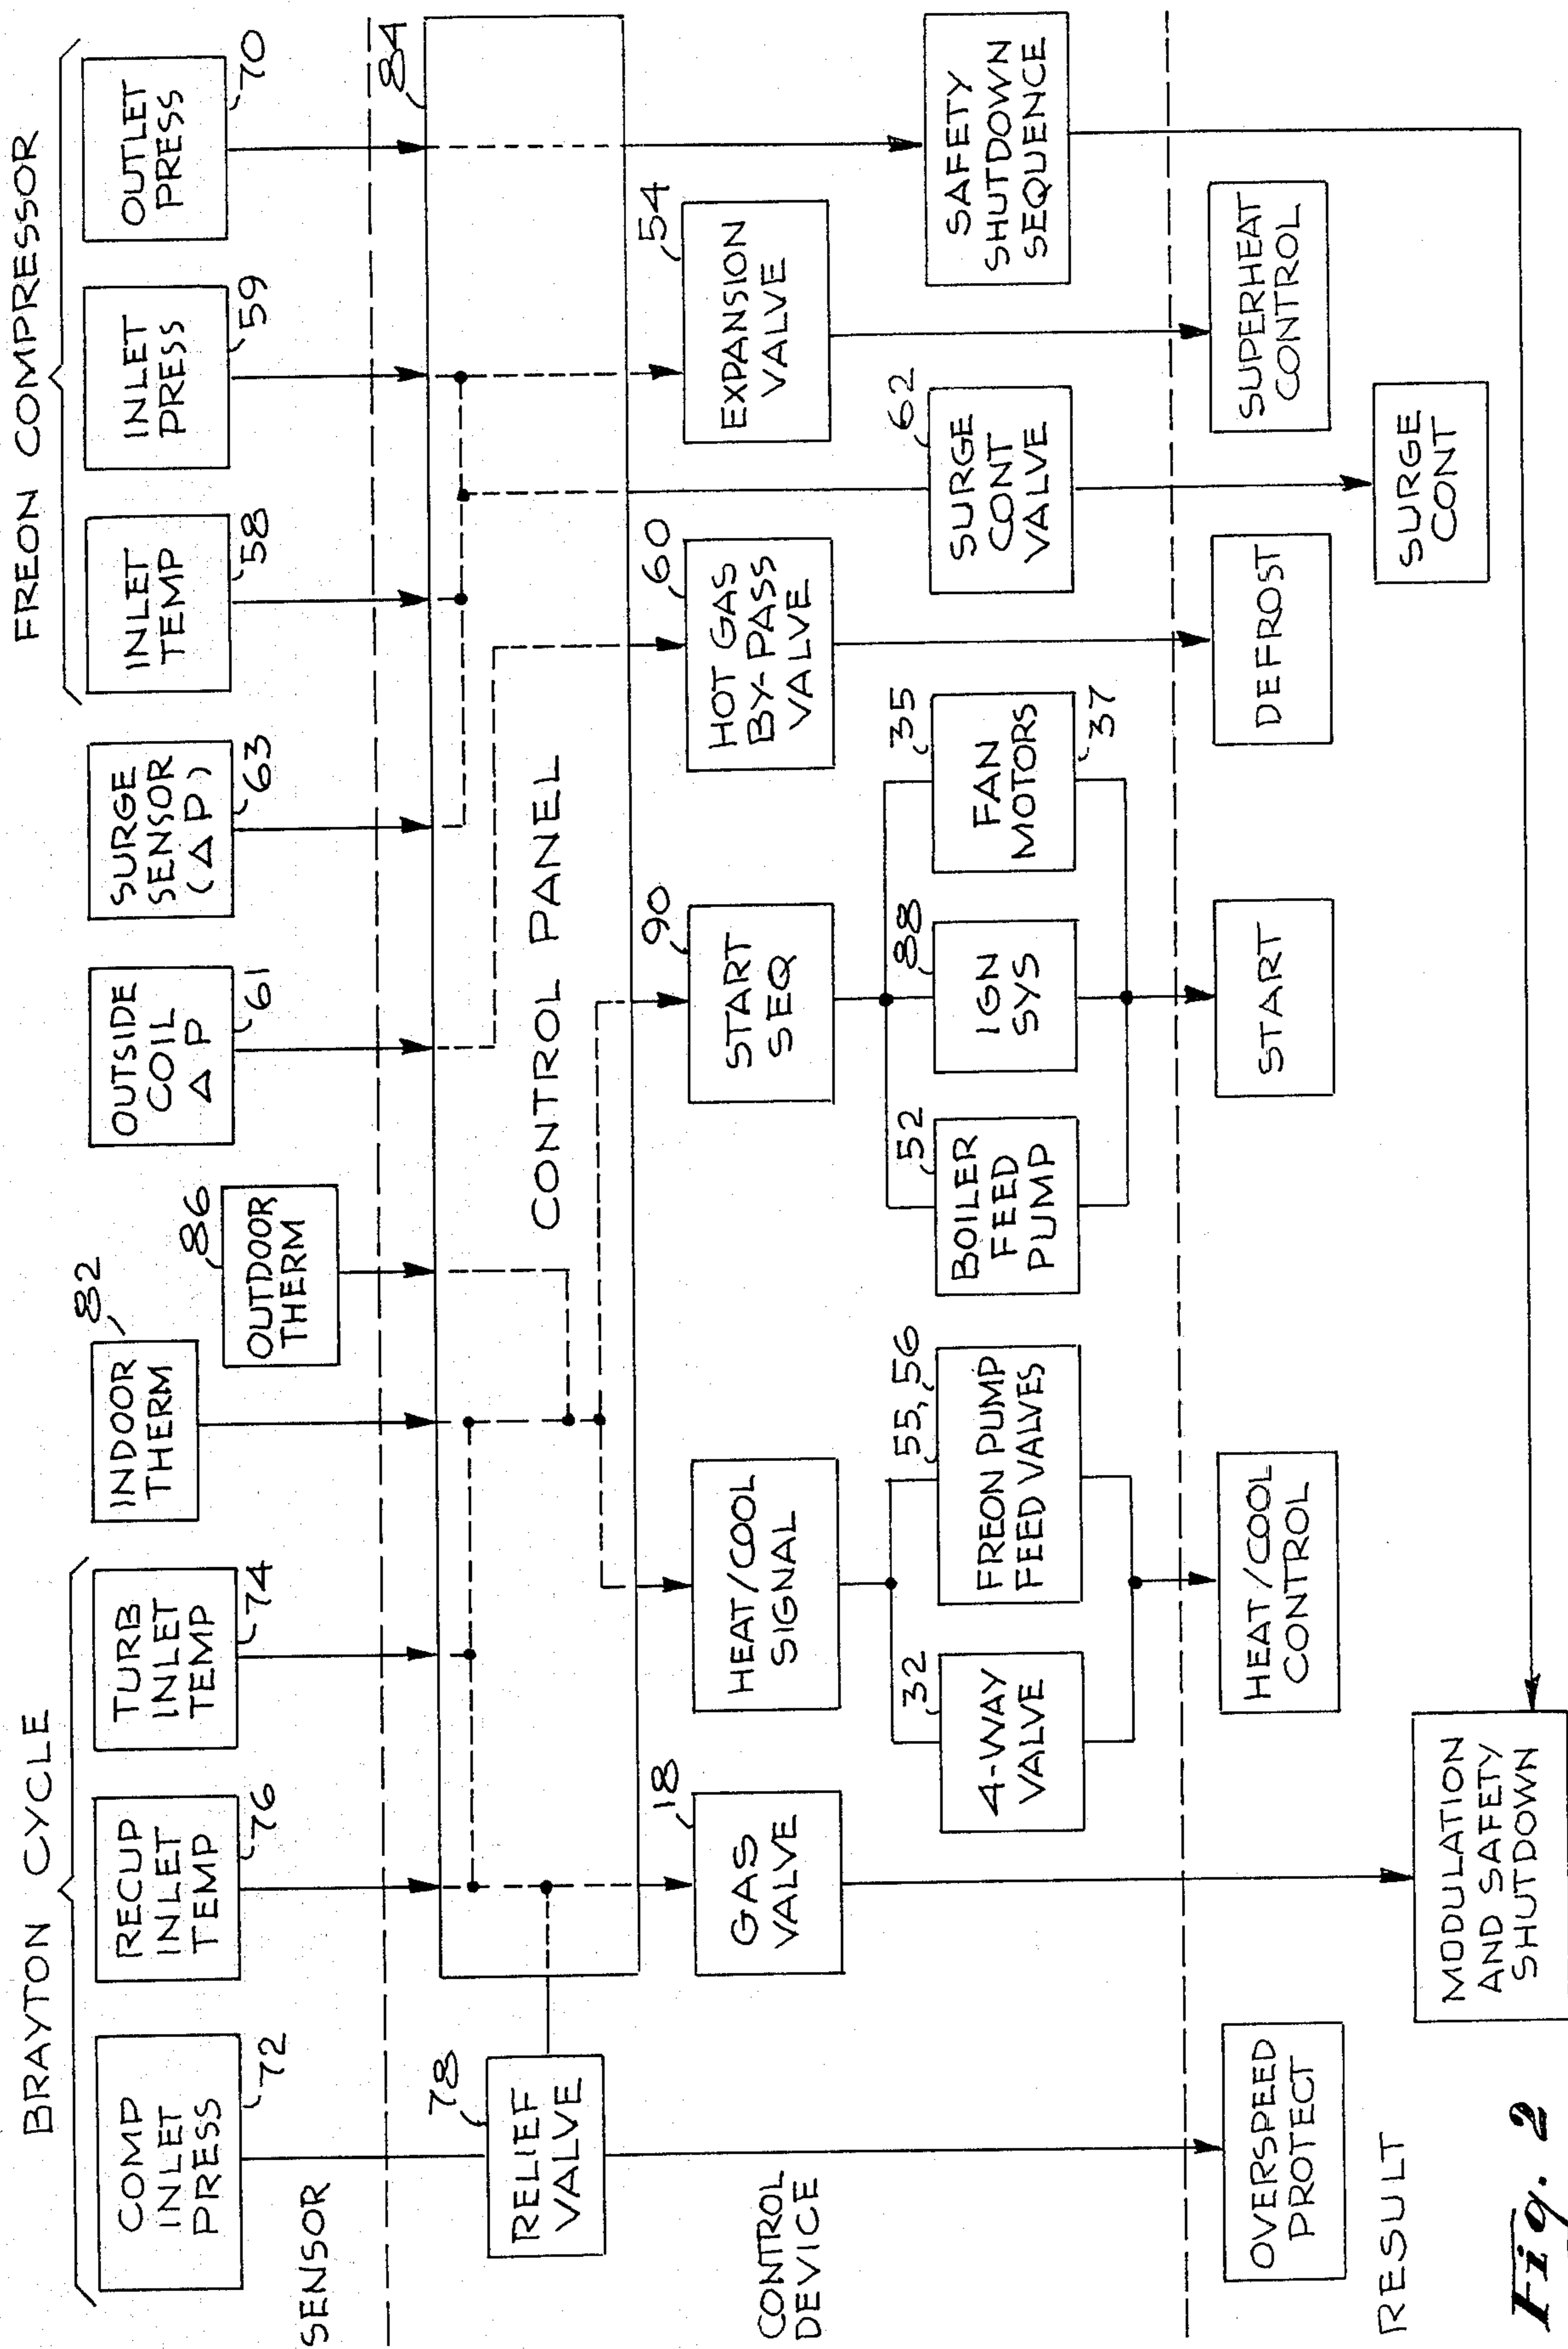 BRAYTON CYCLE
FREON COMPRESSOR
COMP
INLET
PRESS
72
RECUP
INLET
TEMP
76
TURB
INLET
TEMP
74
INDOOR
THERM
82
OUTDOOR
THERM
86
OUTSIDE
COIL
Δ P
61
SURGE
SENSOR
(Δ P)
63
INLET
TEMP
58
INLET
PRESS
59
OUTLET
PRESS
70
SENSOR
84
CONTROL PANEL
RELIEF
VALVE
78
CONTROL
DEVICE
GAS
VALVE
18
HEAT/COOL
SIGNAL
START
SEQ
90
HOT GAS
BY-PASS
VALVE
60
EXPANSION
VALVE
54
4-WAY
VALVE
32
FREON PUMP
FEED VALVES
55,56
BOILER
FEED
PUMP
52
IGN
SYS
88
FAN
MOTORS
35
37
SURGE
CONT
VALVE
62
SAFETY
SHUTDOWN
SEQUENCE
OVERSPEED
PROTECT
HEAT/COOL
CONTROL
START
DEFROST
SUPERHEAT
CONTROL
RESULT
MODULATION
AND SAFETY
SHUTDOWN
SURGE
CONT
Fig. 2